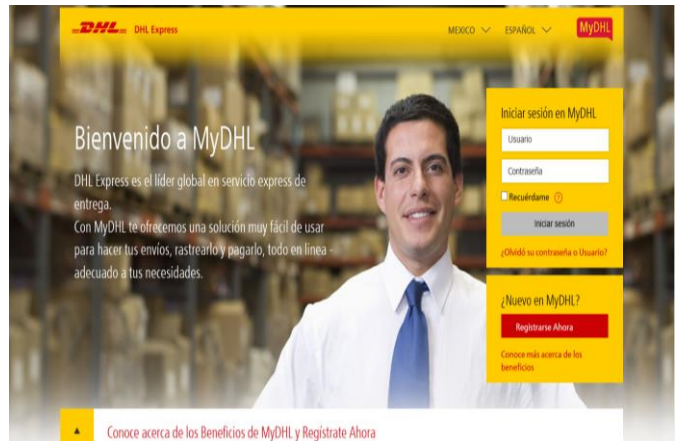 DHL DHL Express MEXICO ESPAÑOL MyDHL
Bienvenido a MyDHL
DHL Express es el líder global en servicio express de
entrega.
Con MyDHL te ofrecemos una solución muy fácil de usar
para hacer tus envíos, rastrearlo y pagarlo, todo en linea -
adecuado a tus necesidades.
Iniciar sesión en MyDHL
Usuario
Contraseña
Recuérdame ?
Iniciar sesión
¿Olvidó su contraseña o Usuario?
¿Nuevo en MyDHL?
Registrarse Ahora
Conoce más acerca de los
beneficios
Conoce acerca de los Beneficios de MyDHL y Regístrate Ahora